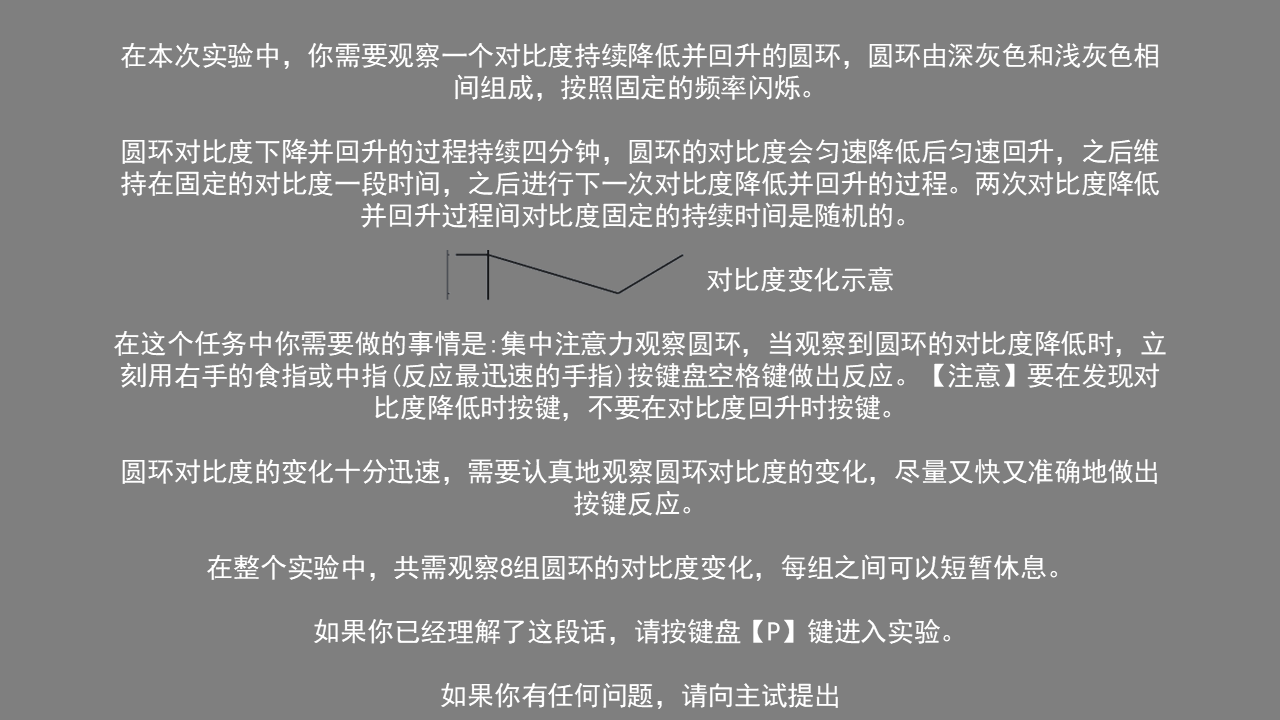 在本次实验中，你需要观察一个对比度持续降低并回升的圆环，圆环由深灰色和浅灰色相
间组成，按照固定的频率闪烁。
圆环对比度下降并回升的过程持续四分钟，圆环的对比度会匀速降低后匀速回升，之后维
持在固定的对比度一段时间，之后进行下一次对比度降低并回升的过程。两次对比度降低
并回升过程间对比度固定的持续时间是随机的。
对比度变化示意
在这个任务中你需要做的事情是:集中注意力观察圆环，当观察到圆环的对比度降低时，立
刻用右手的食指或中指(反应最迅速的手指)按键盘空格键做出反应。【注意】要在发现对
比度降低时按键，不要在对比度回升时按键。
圆环对比度的变化十分迅速，需要认真地观察圆环对比度的变化，尽量又快又准确地做出
按键反应。
在整个实验中，共需观察8组圆环的对比度变化，每组之间可以短暂休息。
如果你已经理解了这段话，请按键盘【P】键进入实验。
如果你有任何问题，请向主试提出